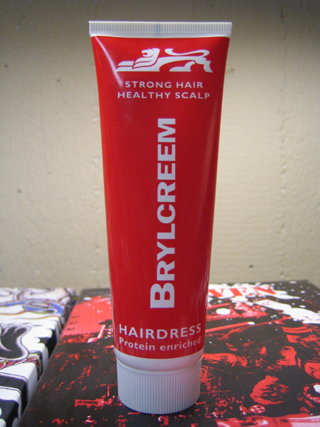 STRONG HAIR
HEALTHY SCALP
BRYLCREEM
HAIRDRESS
Protein enriched